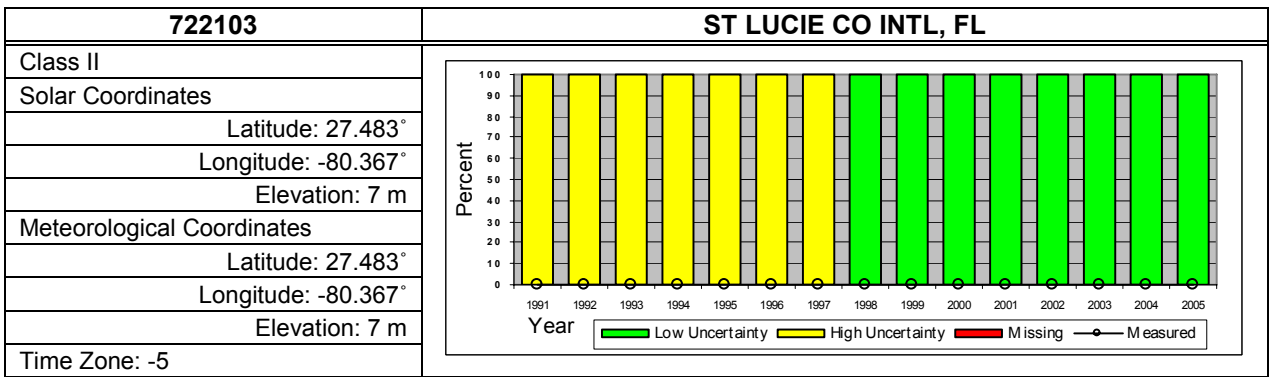 722103
ST LUCIE CO INTL, FL
Class II
Solar Coordinates
Latitude: 27.483˚
Longitude: -80.367˚
Elevation: 7 m
Meteorological Coordinates
Latitude: 27.483˚
Longitude: -80.367˚
Elevation: 7 m
Time Zone: -5
Percent
100
90
80
70
60
50
40
30
20
10
0
1991 1992 1993 1994 1995 1996 1997 1998 1999 2000 2001 2002 2003 2004 2005
Year
Low Uncertainty High Uncertainty Missing Measured